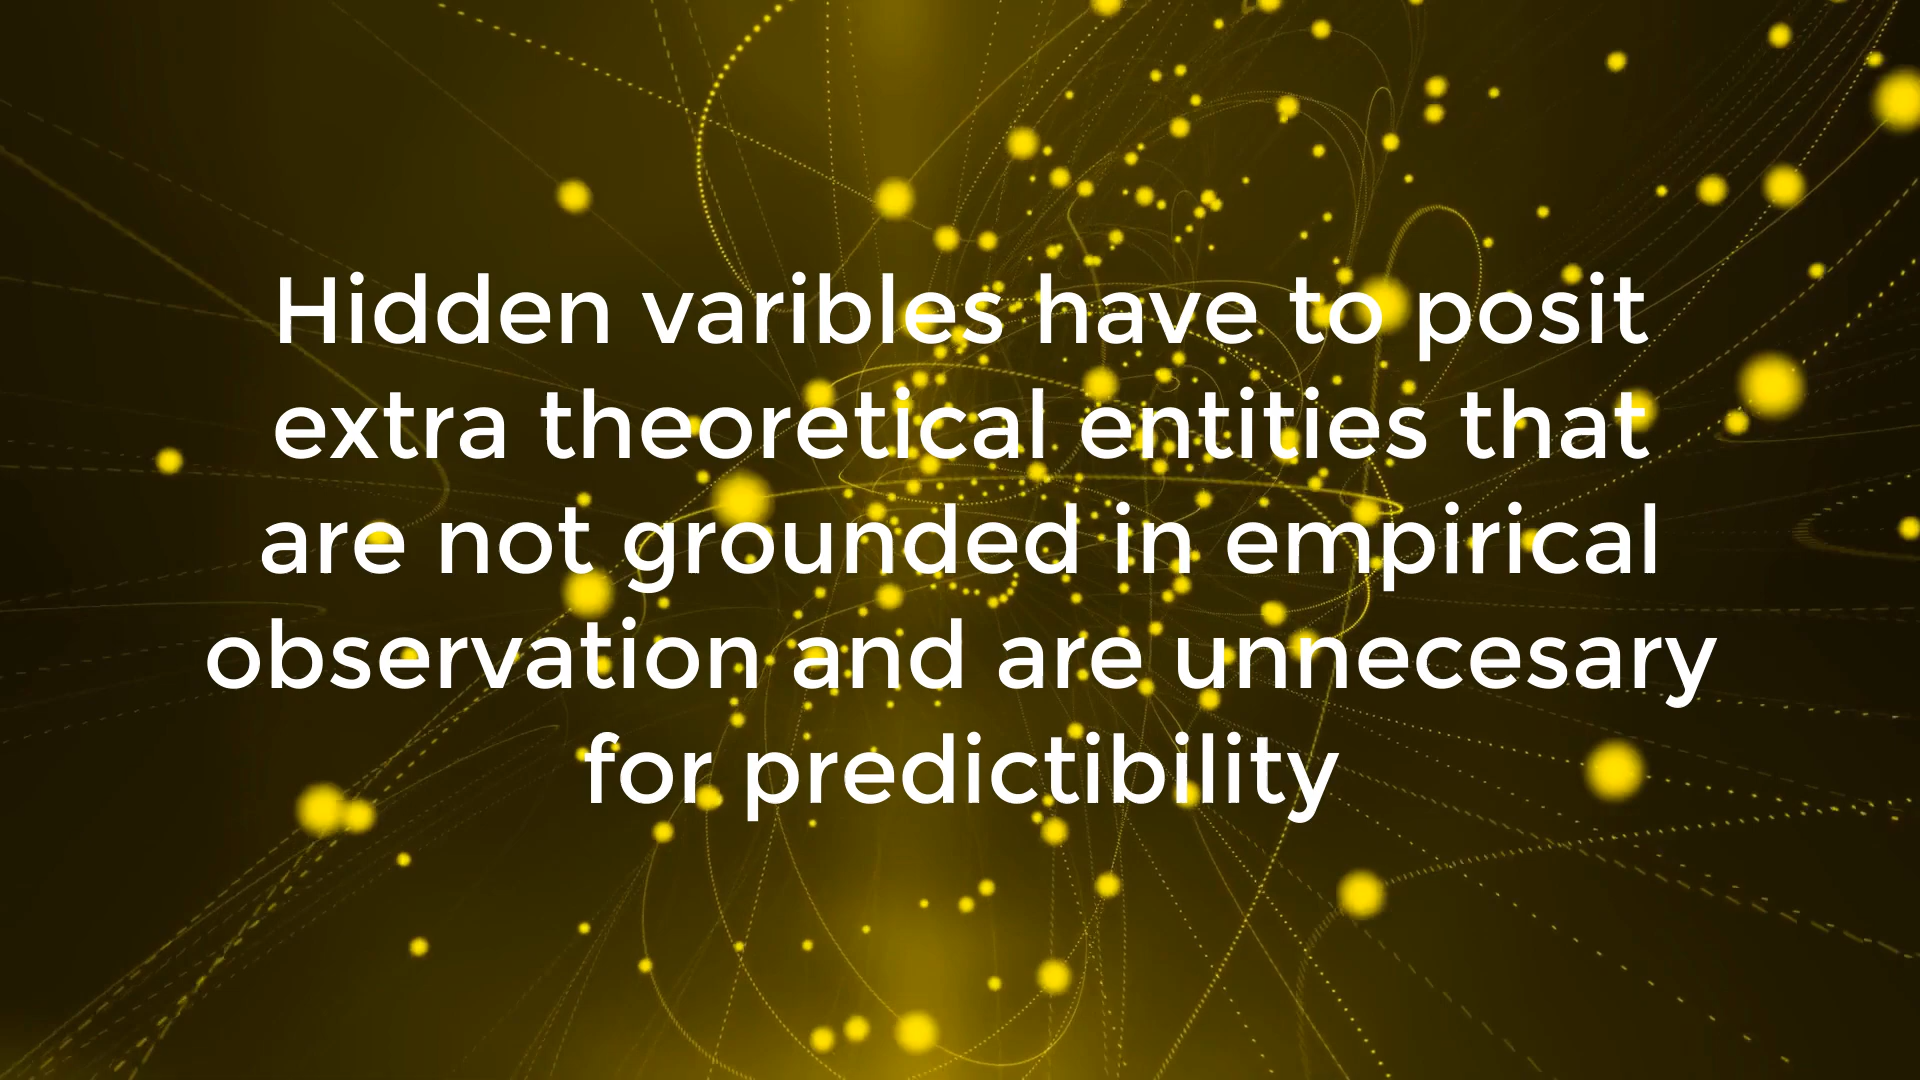 Hidden varibles have to posit
extra theoretical entities that
are not grounded in empirical
observation and are unnecesary
for predictibility